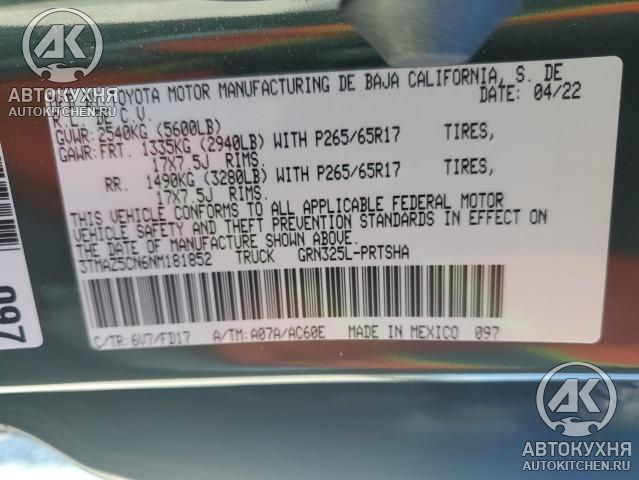 АВТОКУХНЯ
AUTOKITCHEN.RU
TOYOTA MOTOR MANUFACTURING DE BAJA CALIFORNIA, S. DE
R.L. DE C.V. DATE: 04/22
GVWR: 2540KG (5600LB)
GAWR: FRT. 1335KG (2940LB) WITH P265/65R17 TIRES,
17X7.5J RIMS.
RR. 1490KG (3280LB) WITH P265/65R17 TIRES,
17X7.5J RIMS.
THIS VEHICLE CONFORMS TO ALL APPLICABLE FEDERAL MOTOR
VEHICLE SAFETY AND THEFT PREVENTION STANDARDS IN EFFECT ON
THE DATE OF MANUFACTURE SHOWN ABOVE.
3TMAZ5CN6NM181852 TRUCK GRN325L-PRTSHA
C/TR: 6V7/FD17 A/TM: A07A/AC60E MADE IN MEXICO 097
097
АВТОКУХНЯ
AUTOKITCHEN.RU